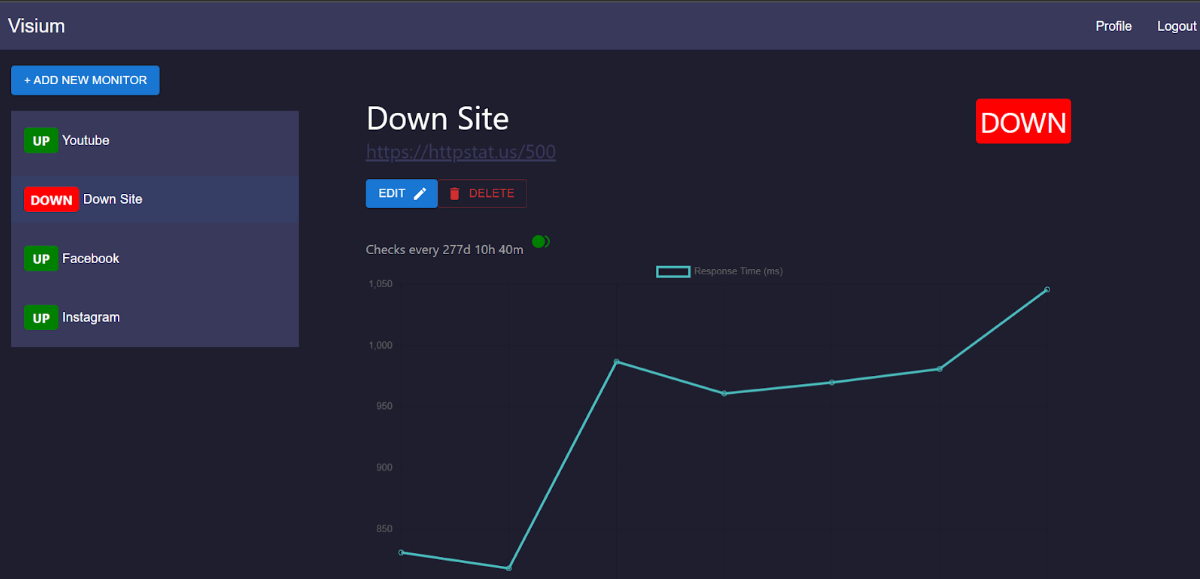 Visium
Profile
Logout
+ ADD NEW MONITOR
UP Youtube
DOWN Down Site
UP Facebook
UP Instagram
Down Site
DOWN
https://httpstat.us/500
EDIT
DELETE
Checks every 277d 10h 40m
Response Time (ms)
1,050
1,000
950
900
850